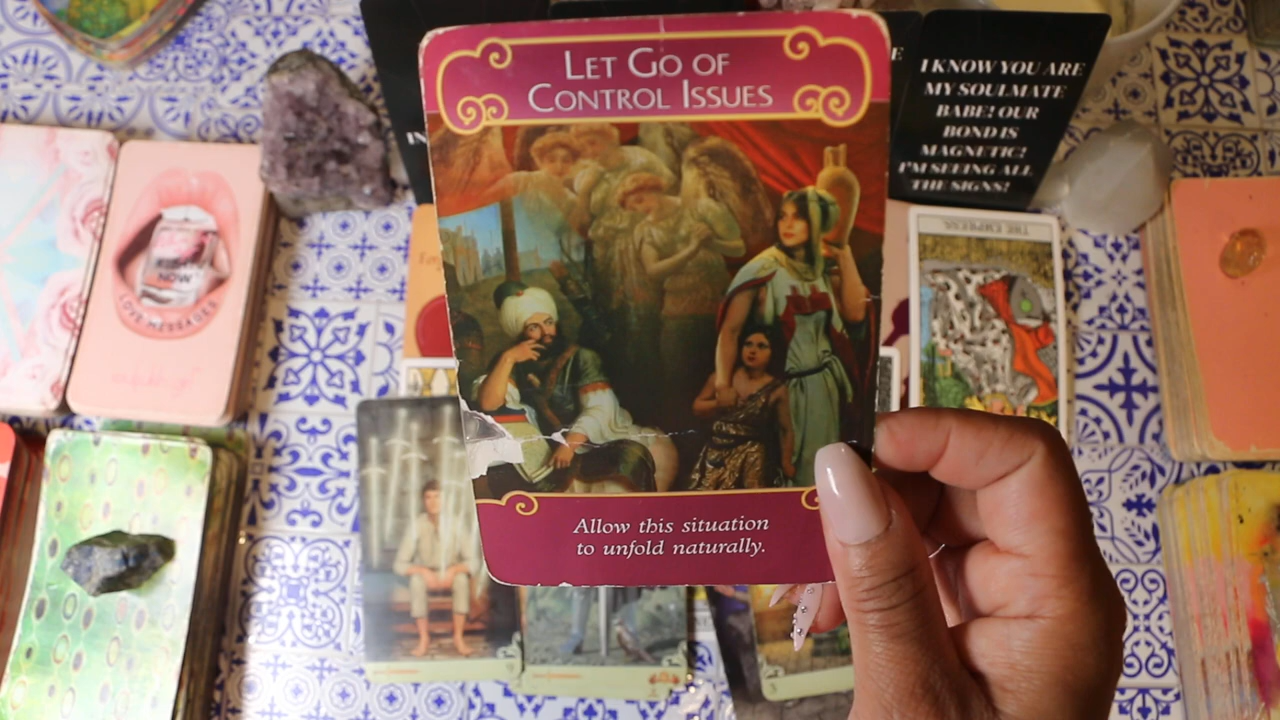 LET GO OF
CONTROL ISSUES
Allow this situation
to unfold naturally.
I KNOW YOU ARE
MY SOULMATE
BABE! OUR
BOND IS
MAGNETIC!
I'M SEEING ALL
THE SIGNS!
THE EMPRESS
NOW
LOVE MESSAGES